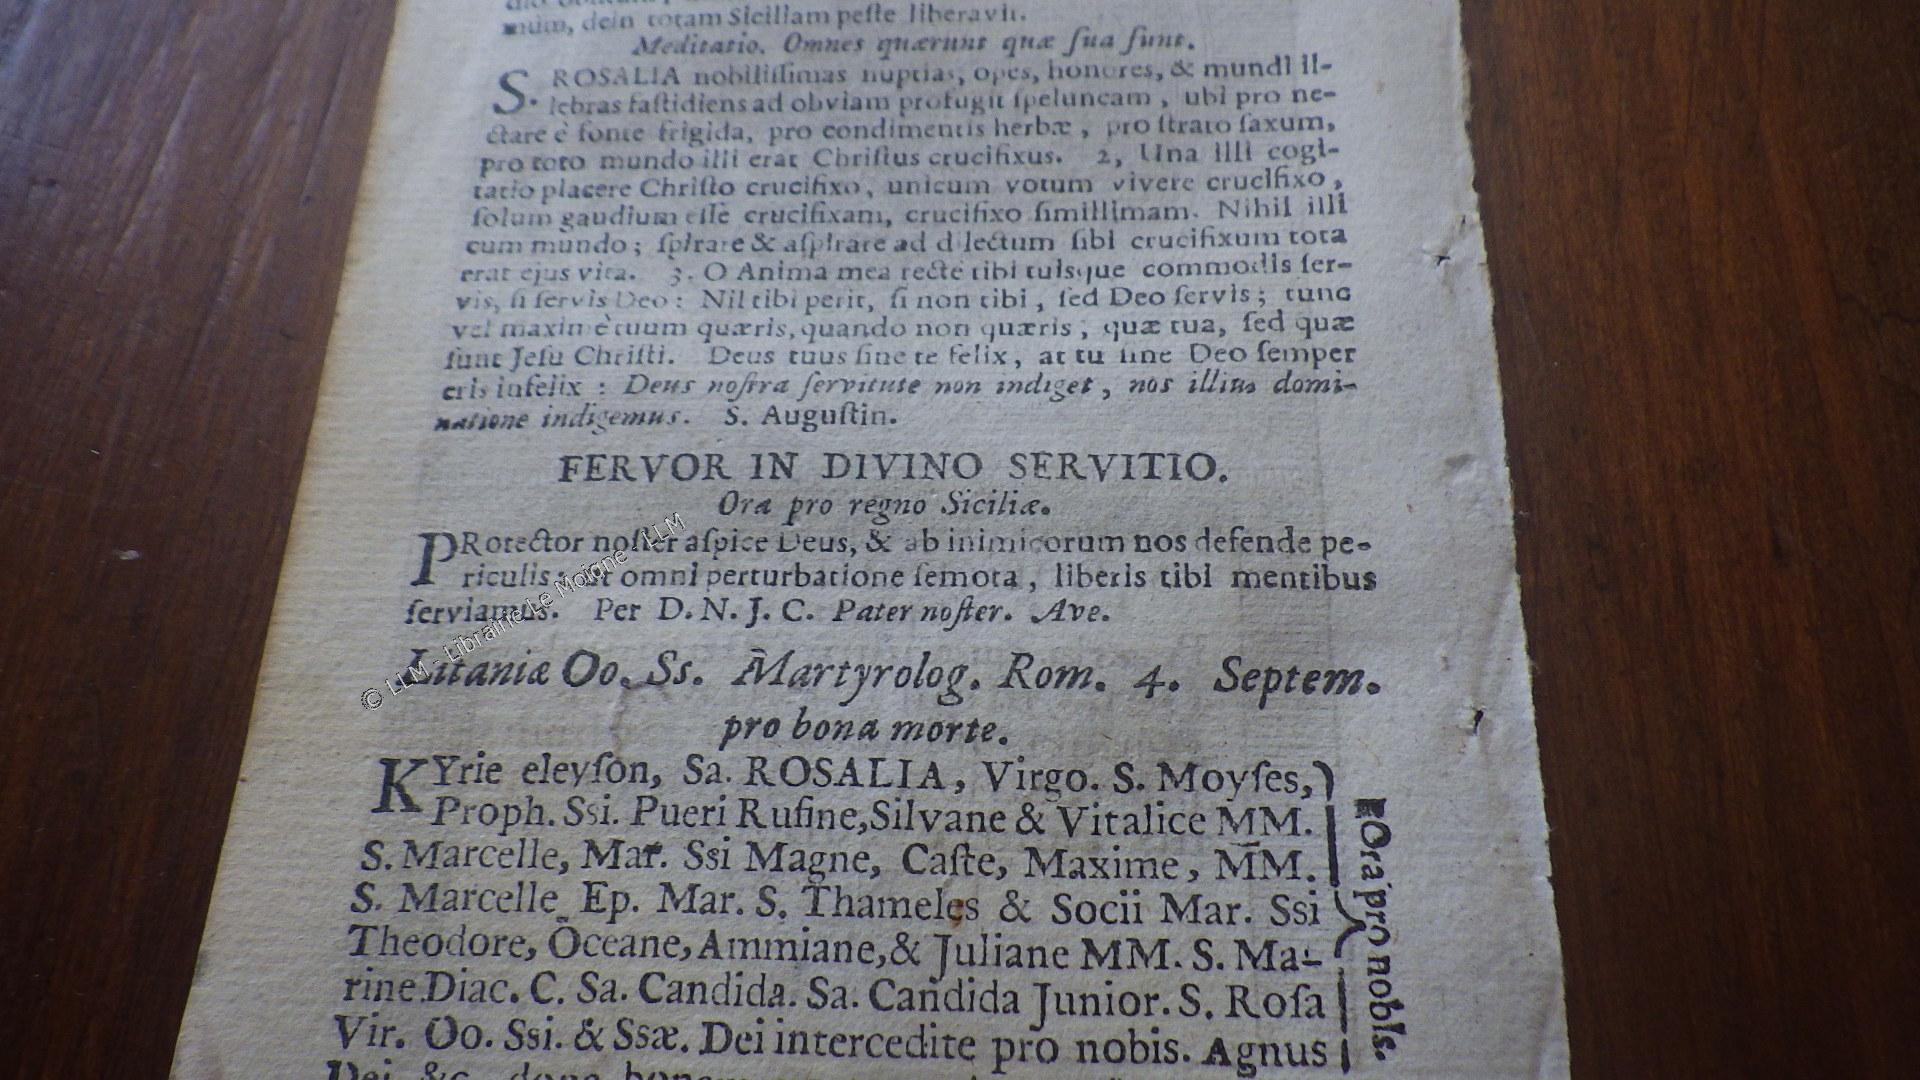 mum, dein totam Siciliam peſte liberavit.
Meditatio. Omnes quærunt quæ ſua ſunt.
S. ROSALIA nobiliſſimas nuptias, opes, honores, & mundi il-
lebras faſtidiens ad obviam profugit ſpeluncam, ubi pro ne-
ctare è fonte frigida, pro condimentis herbæ, pro ſtrato ſaxum,
pro toto mundo illi erat Chriſtus crucifixus. 2, Una illi cogi-
tatio placere Chriſto crucifixo, unicum votum vivere crucifixo,
ſolum gaudium eſſe crucifixam, crucifixo ſimillimam. Nihil illi
cum mundo; ſpirare & aſpirare ad dilectum ſibi crucifixum tota
erat ejus vita. 3. O Anima mea rectè tibi tuisque commodis ſer-
vis, ſi ſervis Deo: Nil tibi perit, ſi non tibi, ſed Deo ſervis; tunc
vel maximè tuum quæris, quando non quæris, quæ tua, ſed quæ
ſunt Jeſu Chriſti. Deus tuus ſine te felix, at tu ſine Deo ſemper
eris infelix: Deus noſtra ſervitute non indiget, nos illius domi-
natione indigemus. S. Auguſtin.
FERVOR IN DIVINO SERVITIO.
Ora pro regno Siciliæ.
PRotector noſter aſpice Deus, & ab inimicorum nos defende pe-
riculis: ut omni perturbatione ſemota, liberis tibi mentibus
ſerviamus. Per D. N. J. C. Pater noſter. Ave.
© LLM - Librairie Le Moigne - LLM
Litaniæ Oo. Ss. Martyrolog. Rom. 4. Septem.
pro bona morte.
KYrie eleyſon, Sa. ROSALIA, Virgo. S. Moyſes,
Proph. Ssi. Pueri Rufine, Silvane & Vitalice MM.
S. Marcelle, Mar. Ssi Magne, Caſte, Maxime, MM.
S. Marcelle Ep. Mar. S. Thameles & Socii Mar. Ssi
Theodore, Oceane, Ammiane, & Juliane MM. S. Ma-
rine Diac. C. Sa. Candida. Sa. Candida Junior. S. Roſa
Vir. Oo. Ssi. & Ssæ. Dei intercedite pro nobis. Agnus
Ora pro nobis.
Dei, &c. dona